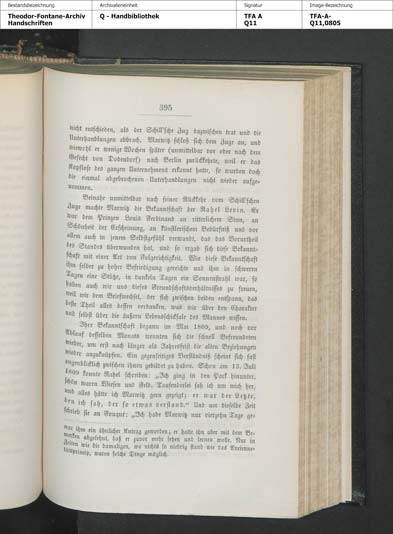 Bestandsbezeichnung
Theodor-Fontane-Archiv
Handschriften
Archivalieneinheit
Q - Handbibliothek
Signatur
TFA A
Q11
Image-Bezeichnung
TFA-A-
Q11,0805
395
nicht entschieden, als der Schill'sche Zug dazwischen trat und die
Unterhandlungen abbrach. Marwitz schloß sich dem Zuge an, und
wiewohl er wenige Wochen später (unmittelbar vor oder nach dem
Gefecht von Dodendorf) nach Berlin zurückkehrte, weil er das
Kopflose des ganzen Unternehmens erkannt hatte, so wurden doch
die einmal abgebrochenen Unterhandlungen nicht wieder aufge-
nommen.
Beinahe unmittelbar nach seiner Rückkehr vom Schill'schen
Zuge machte Marwitz die Bekanntschaft der Rahel Levin. Er
war dem Prinzen Louis Ferdinand an ritterlichem Sinn, an
Schönheit der Erscheinung, an künstlerischem Bedürfniß und vor
allem auch in jenem Selbstgefühl verwandt, das das Vorurtheil
des Standes überwunden hat, und so ergab sich diese Bekannt-
schaft mit einer Art von Folgerichtigkeit. Wie diese Bekanntschaft
ihm selber zu hoher Befriedigung gereichte und ihm in schweren
Tagen eine Stütze, in dunkeln Tagen ein Sonnenstrahl war, so
haben auch wir uns dieses Freundschaftsverhältnisses zu freuen,
weil wir dem Briefwechsel, der sich zwischen beiden entspann, das
beste Theil alles dessen verdanken, was wir über den Charakter
und selbst über die äußeren Lebensschicksale des Mannes wissen.
Ihre Bekanntschaft begann im Mai 1809, und noch vor
Ablauf desselben Monats trennten sich die schnell Befreundeten
wieder, um erst nach länger als Jahresfrist die alten Beziehungen
wieder anzuknüpfen. Ein gegenseitiges Verständniß scheint sich fast
augenblicklich zwischen ihnen gebildet zu haben. Schon am 13. Juli
1809 konnte Rahel schreiben: „Ich ging in den Park hinunter,
schön waren Wiesen und Feld. Tausenderlei sah ich um mich her,
und alles hätte ich Marwitz gern gezeigt; er war der Letzte,
den ich sah, der so etwas verstand.“ Und um dieselbe Zeit
schrieb sie an Fouqué: „Ich habe Marwitz nur vierzehn Tage ge-
war ihm ein ähnlicher Antrag geworden; er hatte ihn aber mit dem Be-
merken abgelehnt, daß er zuvor mehr sehen und lernen wolle. Nur in
Zeiten wie die damaligen, wo nichts so niedrig stand wie das Ancienne-
tätsprincip, waren solche Dinge möglich.